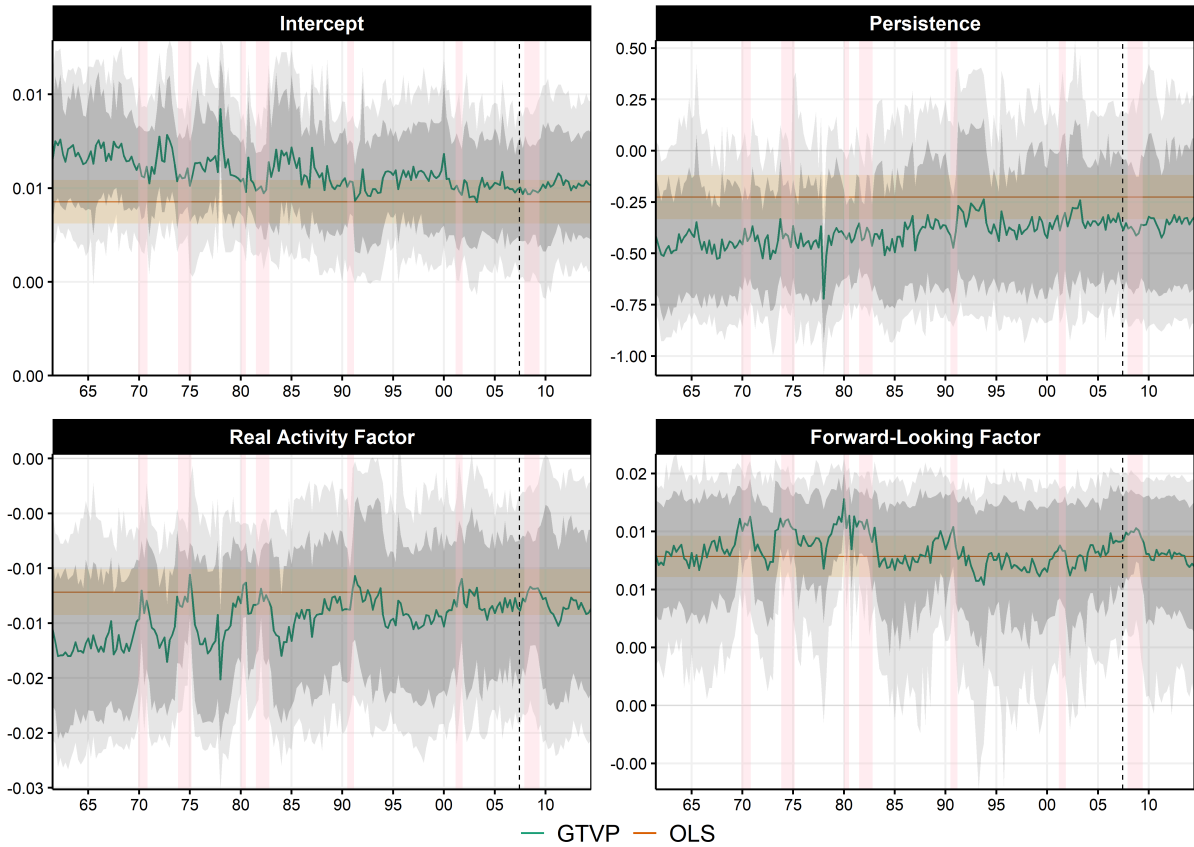 Intercept
0.01
0.01
0.00
0.00
65 70 75 80 85 90 95 00 05 10
Persistence
0.50
0.25
0.00
-0.25
-0.50
-0.75
-1.00
65 70 75 80 85 90 95 00 05 10
Real Activity Factor
0.00
-0.00
-0.01
-0.01
-0.02
-0.02
-0.03
65 70 75 80 85 90 95 00 05 10
Forward-Looking Factor
0.02
0.01
0.01
0.00
0.00
-0.00
65 70 75 80 85 90 95 00 05 10
GTVP OLS